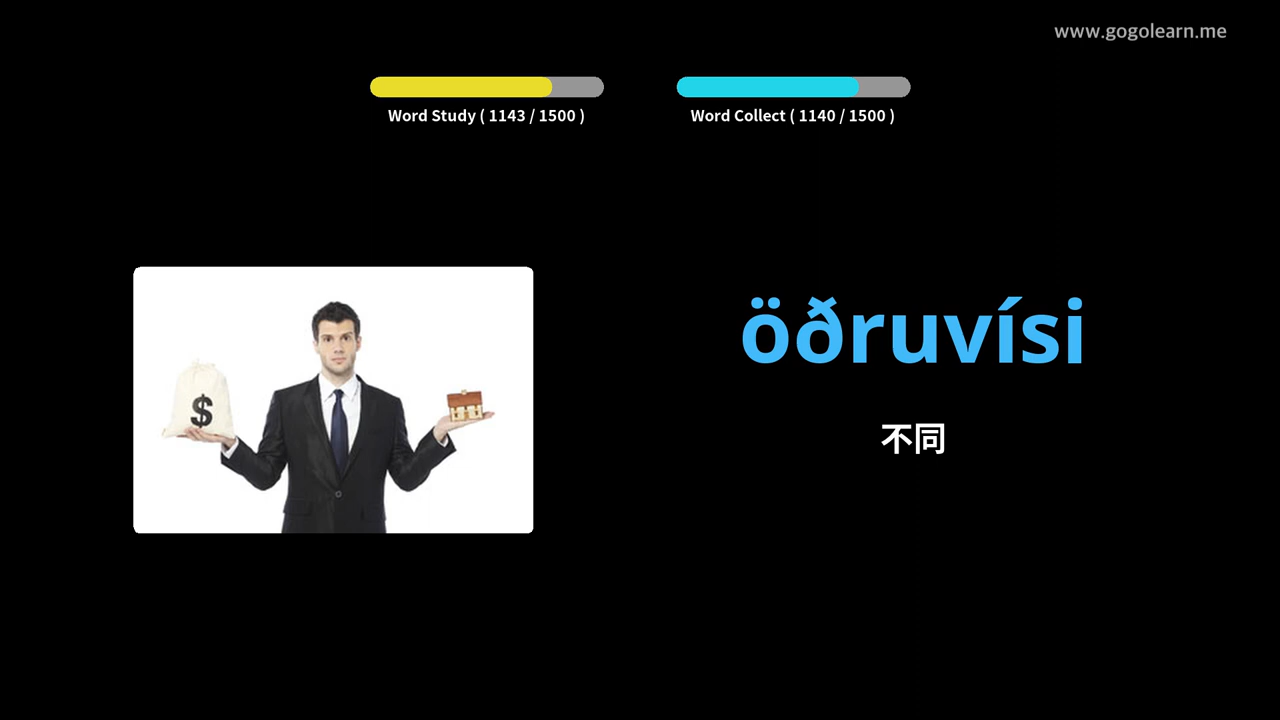 www.gogolearn.me
Word Study ( 1143 / 1500 )
Word Collect ( 1140 / 1500 )
$
öðruvísi
不同